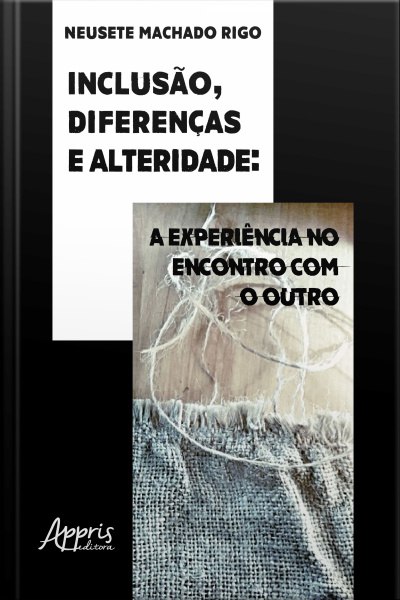 NEUSETE MACHADO RIGO
INCLUSÃO,
DIFERENÇAS
E ALTERIDADE:
A EXPERIÊNCIA NO
ENCONTRO COM
O OUTRO
Appris
editora